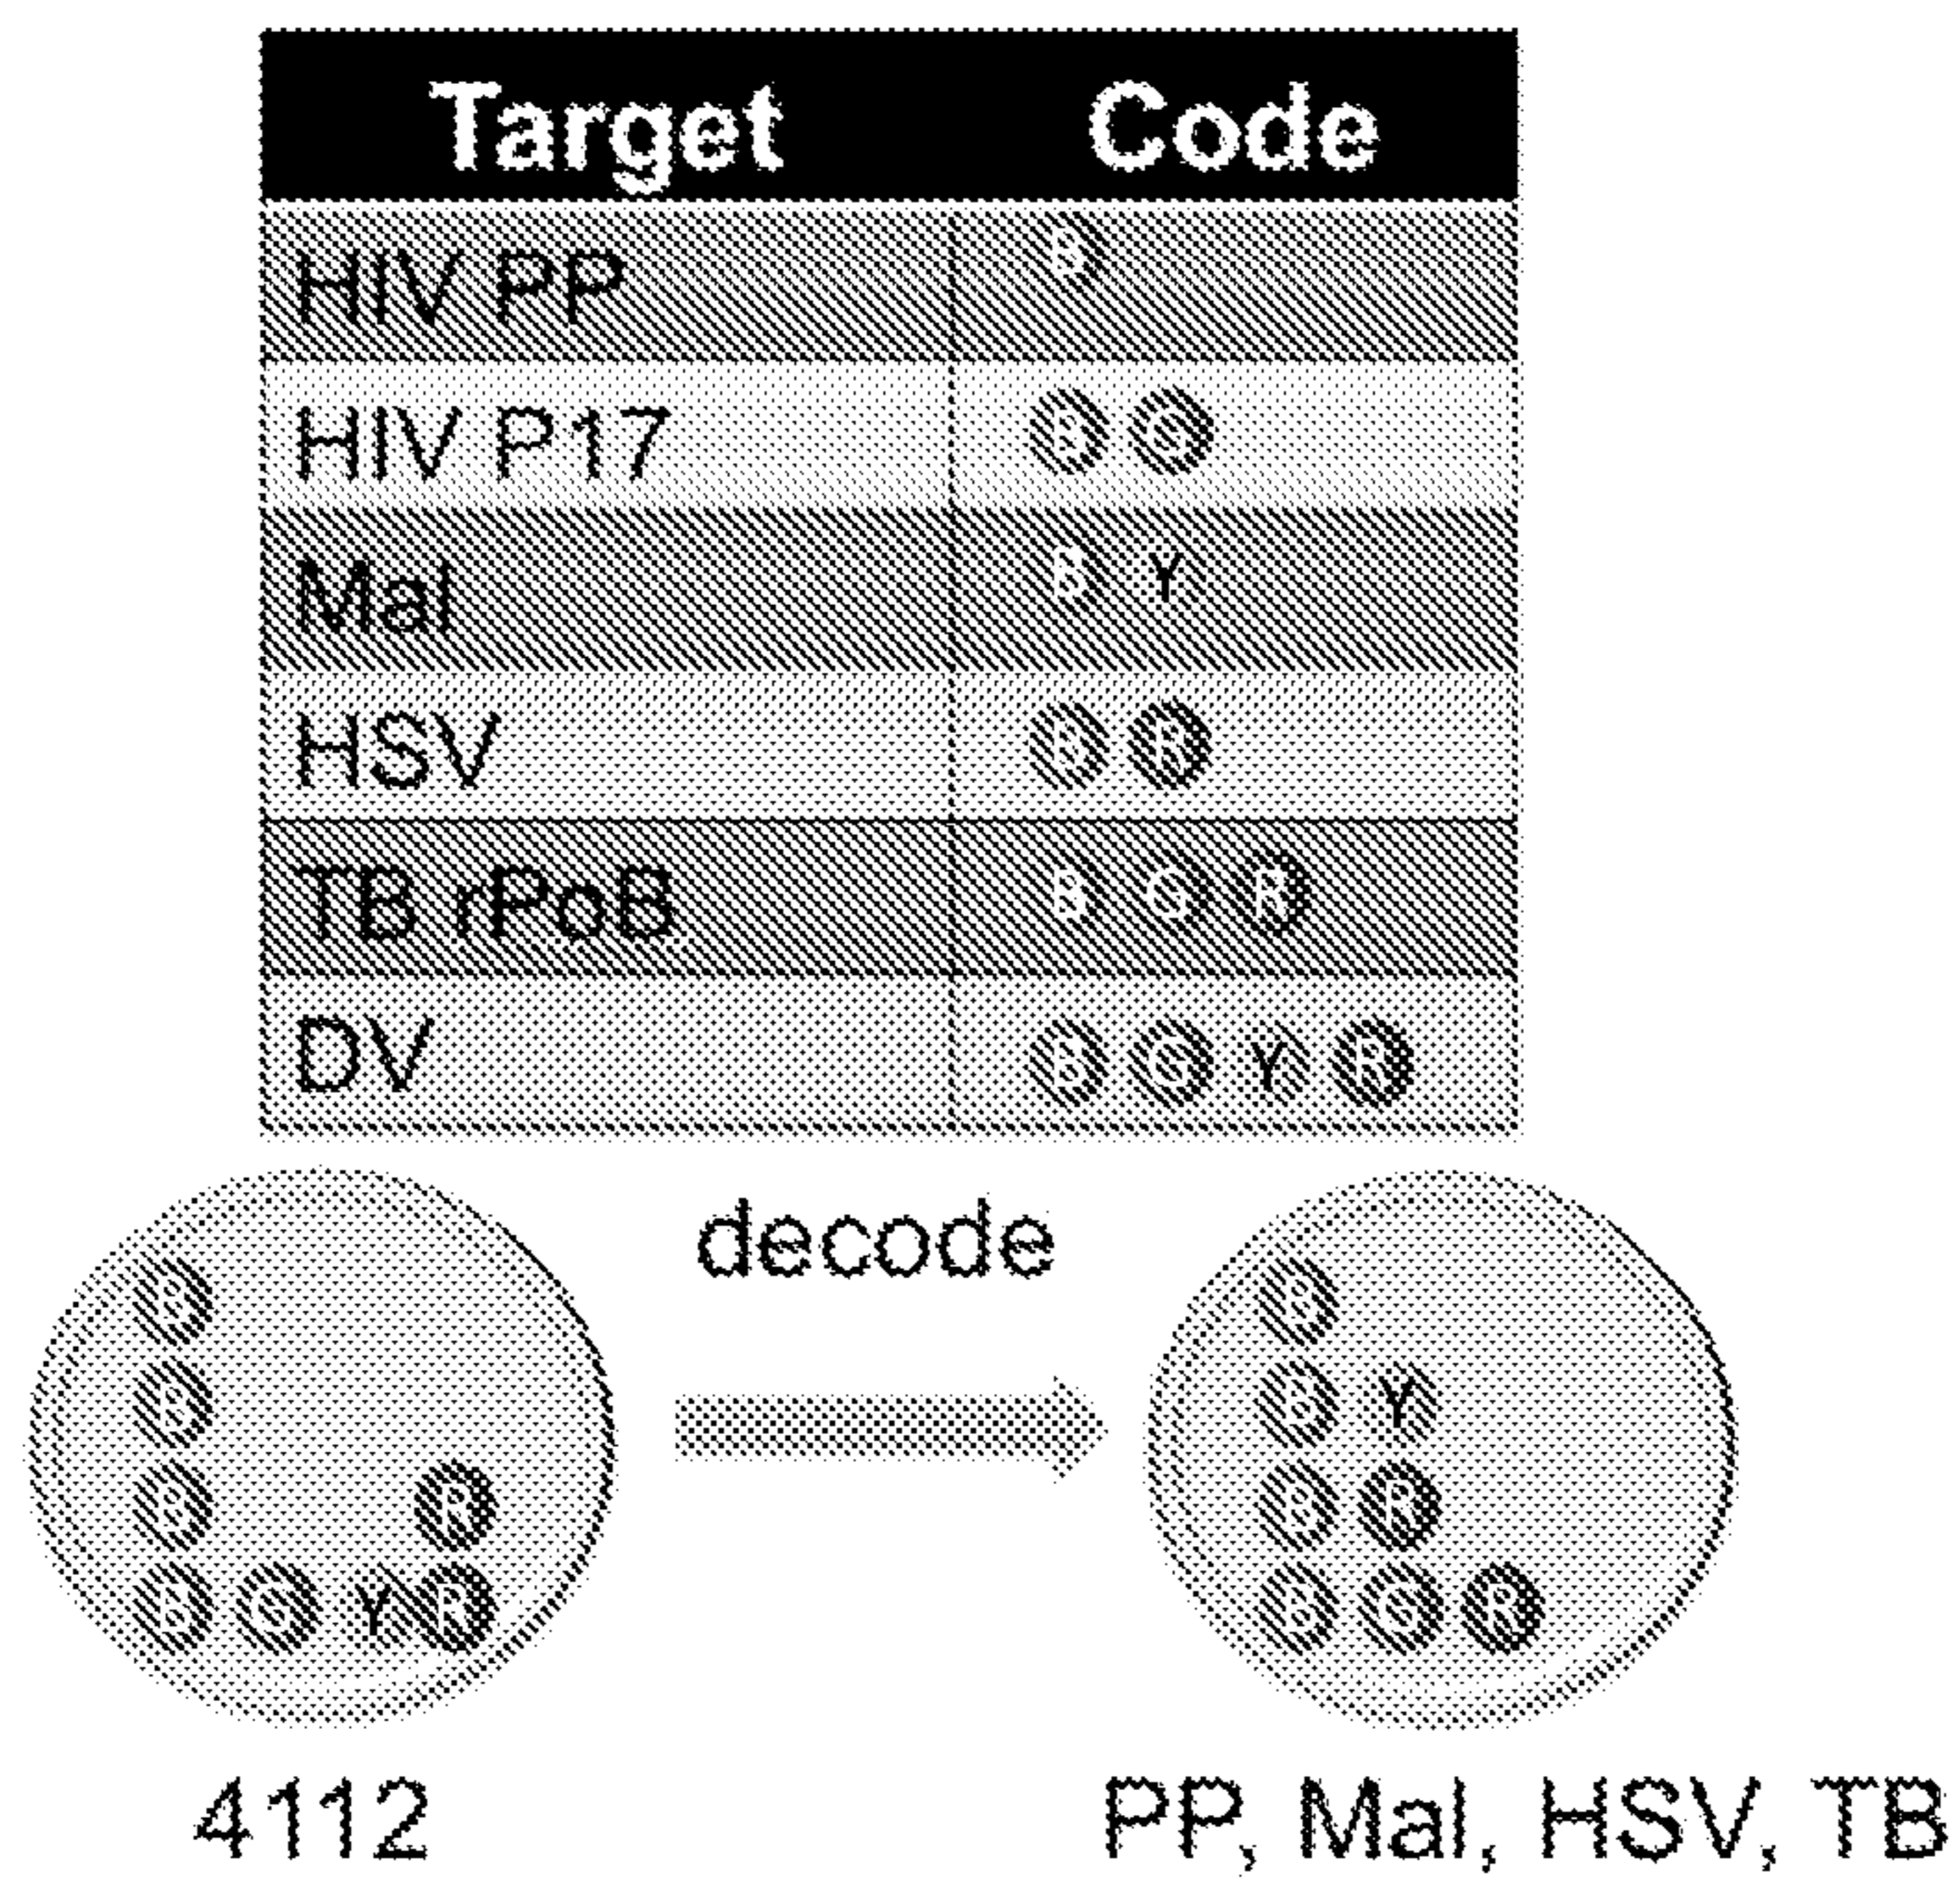 Target Code
HIV PP B
HIV P17 B G
Mal B Y
HSV B R
TB rPoB B G R
DV B G Y R
decode
B
B
B R
B G Y R
B
B Y
B R
B G R
4112
PP, Mal, HSV, TB